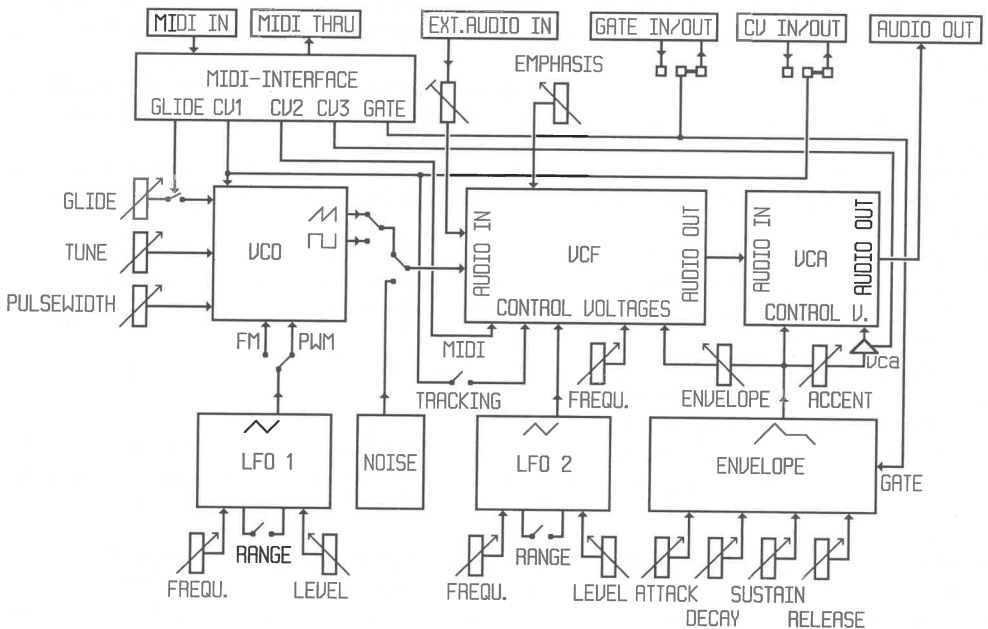 MIDI IN
MIDI THRU
EXT.AUDIO IN
GATE IN/OUT
CV IN/OUT
AUDIO OUT
MIDI-INTERFACE
GLIDE CV1 CV2 CV3 GATE
EMPHASIS
GLIDE
TUNE
PULSEWIDTH
VCO
FM
PWM
AUDIO IN
VCF
AUDIO OUT
CONTROL VOLTAGES
AUDIO IN
VCA
AUDIO OUT
CONTROL V.
MIDI
TRACKING
FREQU.
ENVELOPE
ACCENT
vca
LFO 1
NOISE
LFO 2
ENVELOPE
GATE
RANGE
FREQU.
LEVEL
RANGE
FREQU.
LEVEL
ATTACK
DECAY
SUSTAIN
RELEASE